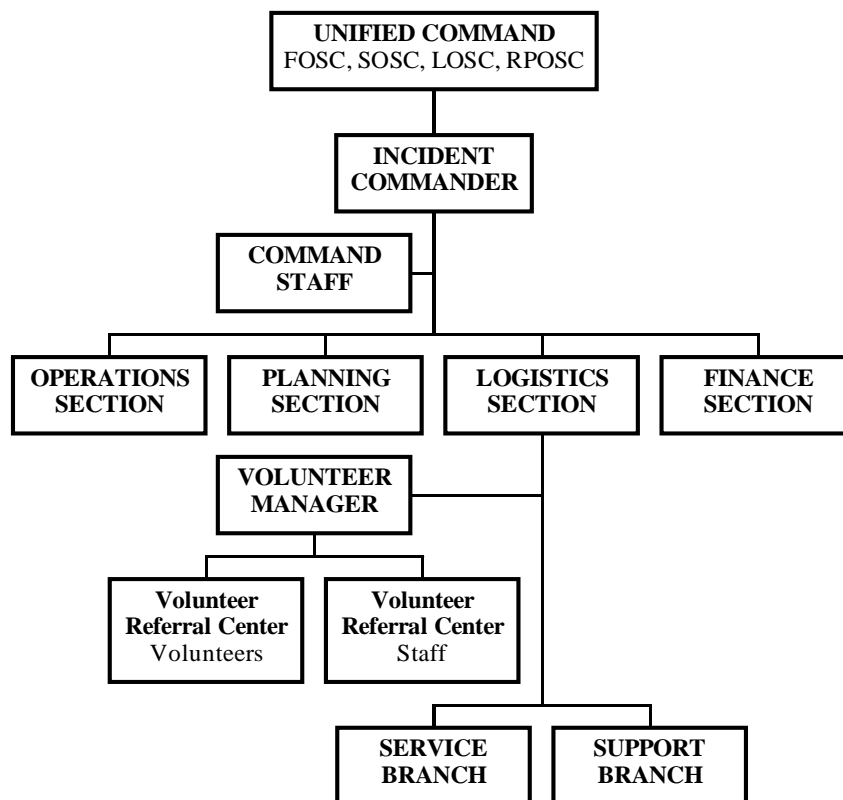 UNIFIED COMMAND
FOSC, SOSC, LOSC, RPOSC
INCIDENT
COMMANDER
COMMAND
STAFF
OPERATIONS
SECTION
PLANNING
SECTION
LOGISTICS
SECTION
FINANCE
SECTION
VOLUNTEER
MANAGER
Volunteer
Referral Center
Volunteers
Volunteer
Referral Center
Staff
SERVICE
BRANCH
SUPPORT
BRANCH